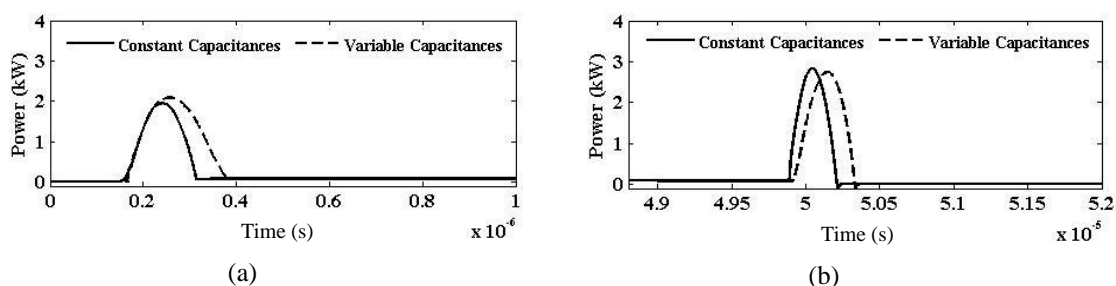 4
Constant Capacitances Variable Capacitances
3
Power (kW)
2
1
0
0 0.2 0.4 0.6 0.8 1
Time (s)
x 10⁻⁶
(a)
4
Constant Capacitances Variable Capacitances
3
Power (kW)
2
1
0
4.9 4.95 5 5.05 5.1 5.15 5.2
Time (s)
x 10⁻⁵
(b)